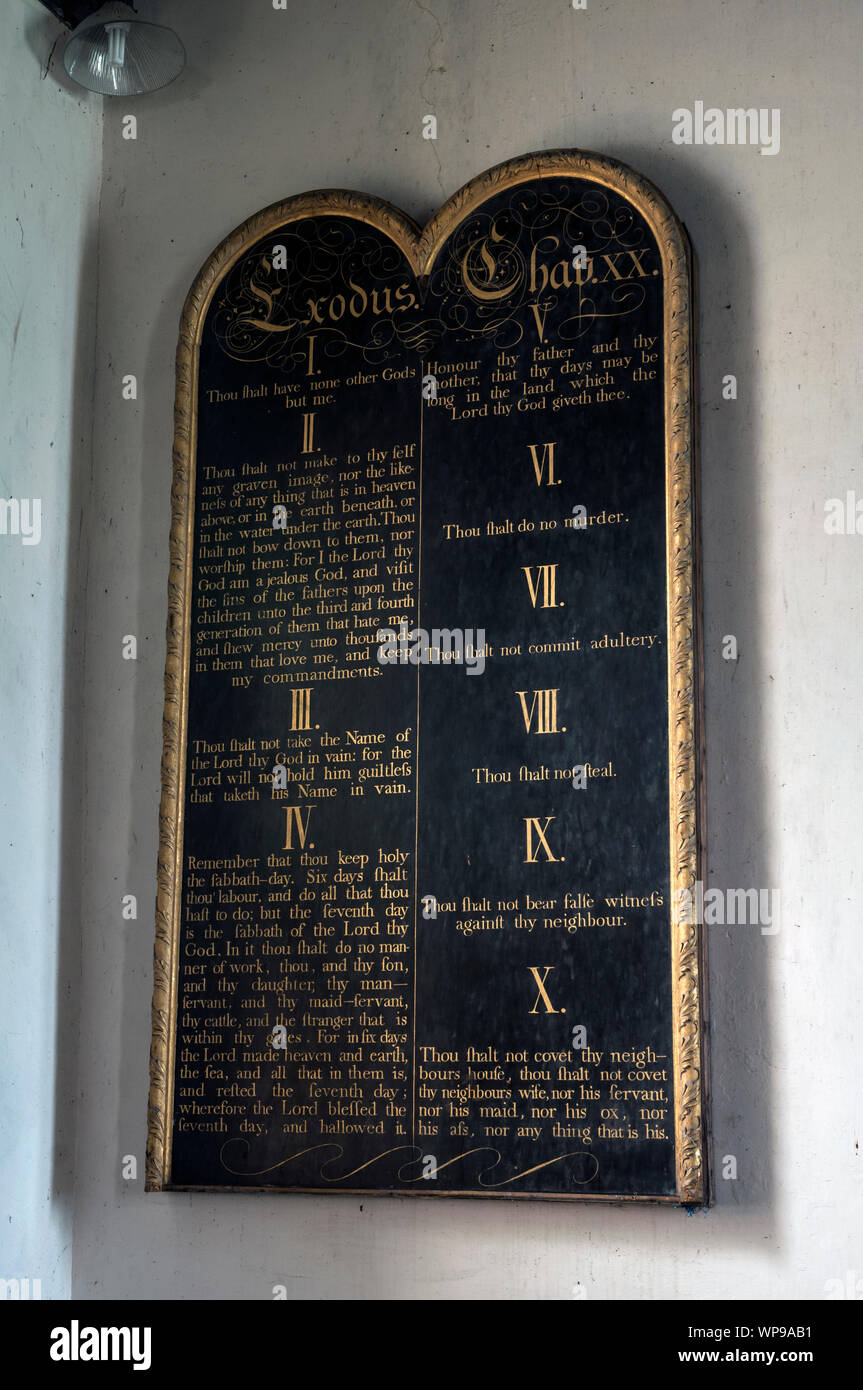 Exodus.
I.
Thou ſhalt have none other Gods
but me.
II.
Thou ſhalt not make to thy ſelf
any graven image, nor the like-
neſs of any thing that is in heaven
above, or in the earth beneath, or
in the water under the earth. Thou
ſhalt not bow down to them, nor
worſhip them: For I the Lord thy
God am a jealous God, and viſit
the ſins of the fathers upon the
children unto the third and fourth
generation of them that hate me,
and ſhew mercy unto thouſands
in them that love me, and keep
my commandments.
III.
Thou ſhalt not take the Name of
the Lord thy God in vain: for the
Lord will not hold him guiltleſs
that taketh his Name in vain.
IV.
Remember that thou keep holy
the ſabbath-day. Six days ſhalt
thou labour, and do all that thou
haſt to do; but the ſeventh day
is the ſabbath of the Lord thy
God. In it thou ſhalt do no man-
ner of work, thou, and thy ſon,
and thy daughter, thy man-
ſervant, and thy maid-ſervant,
thy cattle, and the ſtranger that is
within thy gates. For in ſix days
the Lord made heaven and earth,
the ſea, and all that in them is,
and reſted the ſeventh day;
wherefore the Lord bleſſed the
ſeventh day, and hallowed it.
Chap. XX.
V.
Honour thy father and thy
mother, that thy days may be
long in the land which the
Lord thy God giveth thee.
VI.
Thou ſhalt do no murder.
VII.
Thou ſhalt not commit adultery.
VIII.
Thou ſhalt not ſteal.
IX.
Thou ſhalt not bear falſe witneſs
againſt thy neighbour.
X.
Thou ſhalt not covet thy neigh-
bours houſe, thou ſhalt not covet
thy neighbours wife, nor his ſervant,
nor his maid, nor his ox, nor
his aſs, nor any thing that is his.
alamy
alamy
Image ID: WP9AB1
www.alamy.com